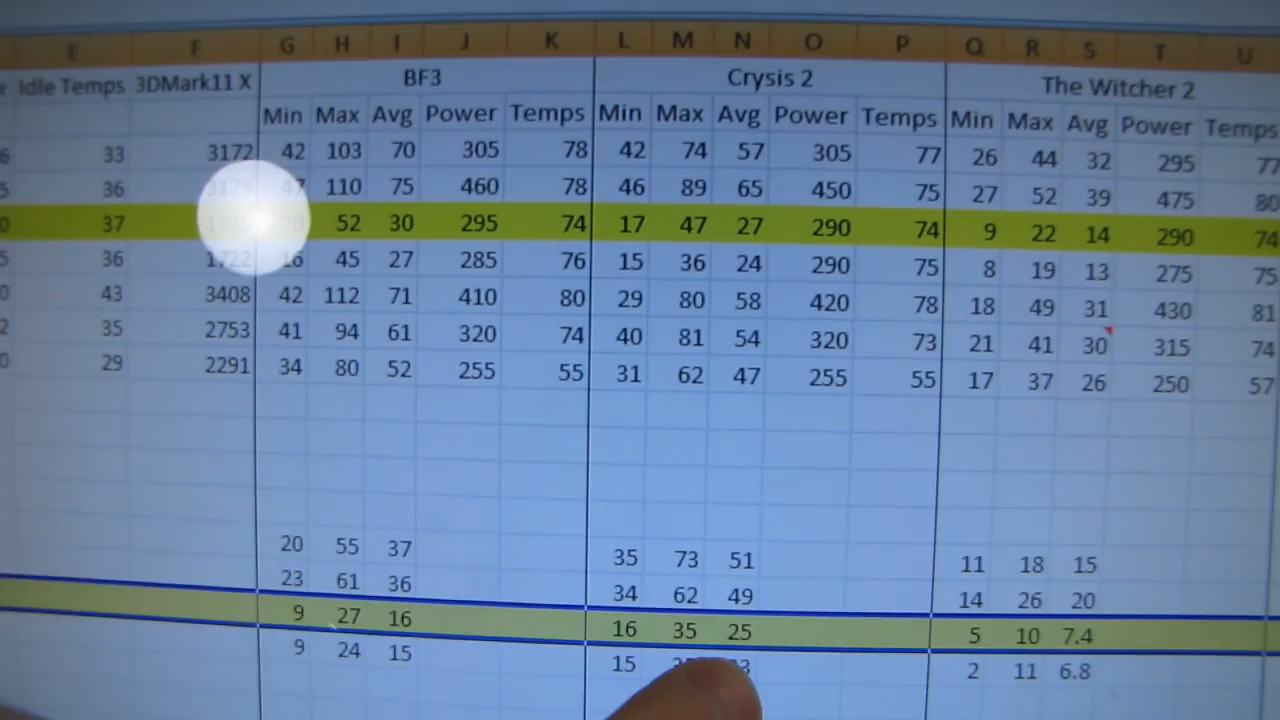 E F G H I J K L M N O P Q R S T U
Idle Temps 3DMark11 X BF3 Crysis 2 The Witcher 2
Min Max Avg Power Temps Min Max Avg Power Temps Min Max Avg Power Temps
33 3172 42 103 70 305 78 42 74 57 305 77 26 44 32 295 77
36 110 75 460 78 46 89 65 450 75 27 52 39 475 80
37 52 30 295 74 17 47 27 290 74 9 22 14 290 74
36 1722 16 45 27 285 76 15 36 24 290 75 8 19 13 275 75
43 3408 42 112 71 410 80 29 80 58 420 78 18 49 31 430 81
35 2753 41 94 61 320 74 40 81 54 320 73 21 41 30 315 74
29 2291 34 80 52 255 55 31 62 47 255 55 17 37 26 250 57
20 55 37 35 73 51 11 18 15
23 61 36 34 62 49 14 26 20
9 27 16 16 35 25 5 10 7.4
9 24 15 15 2 11 6.8